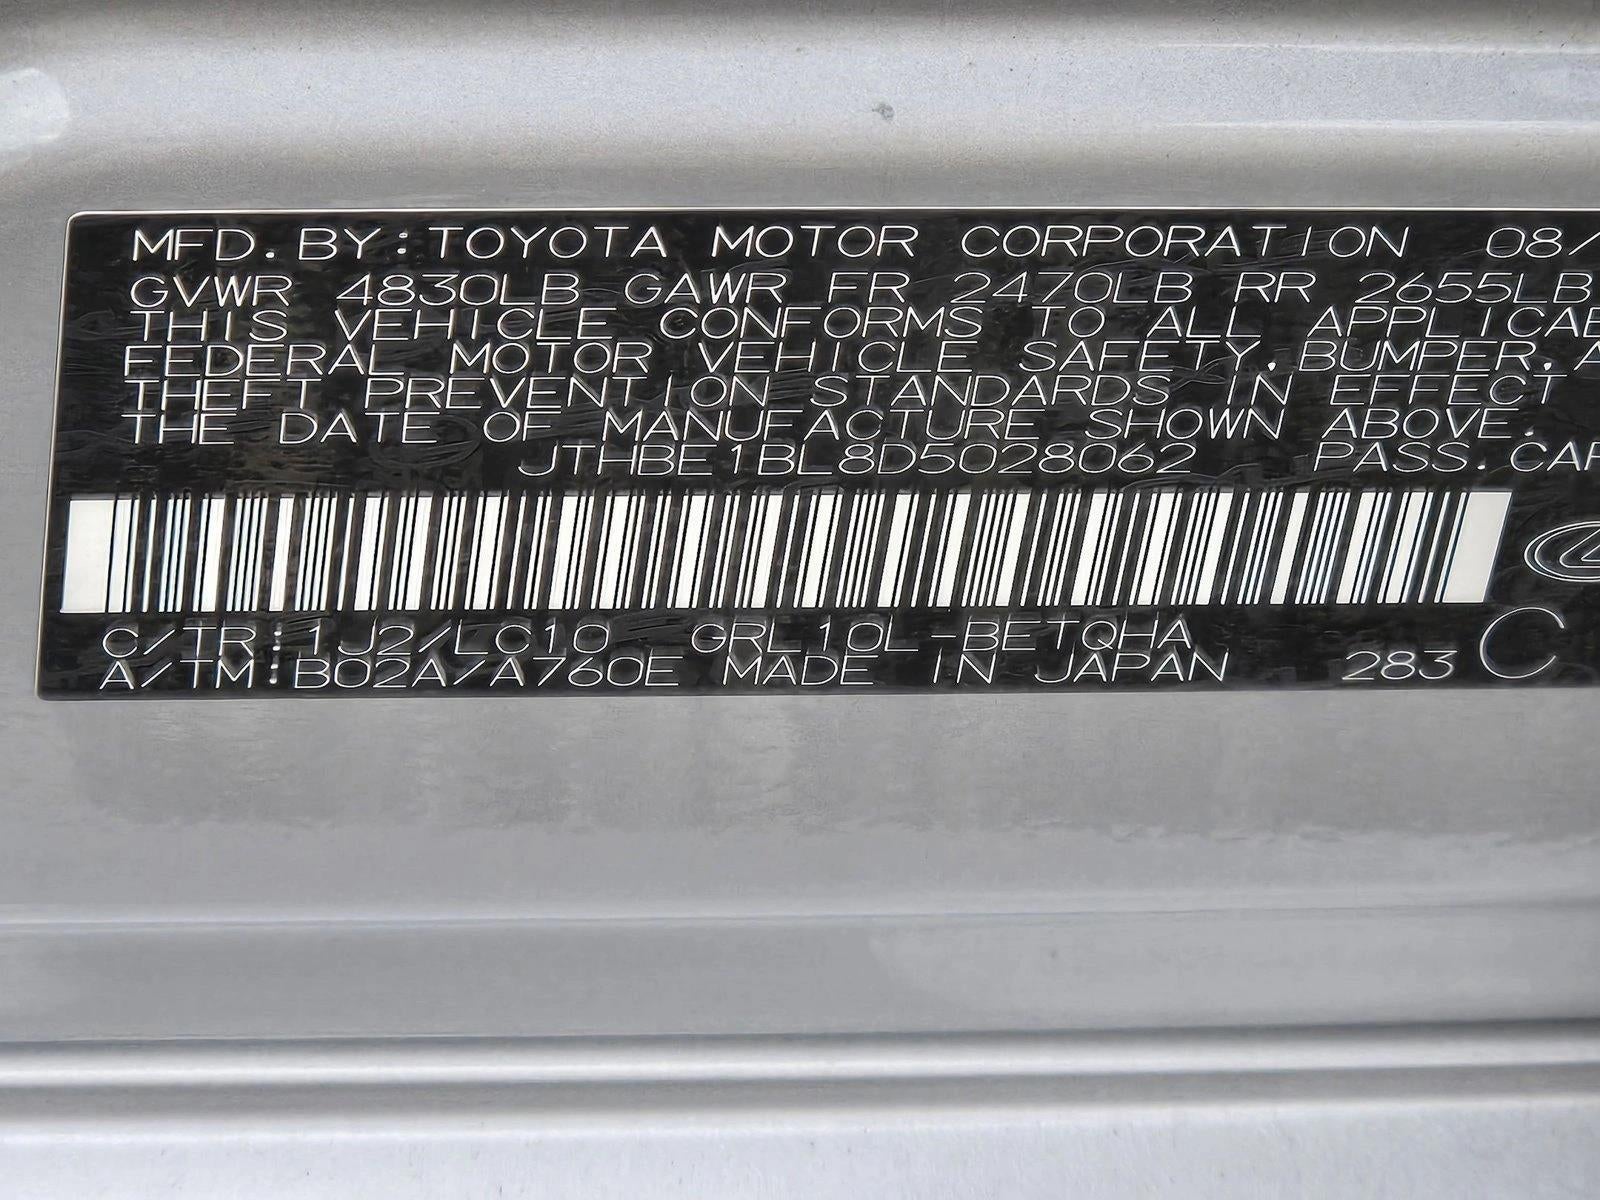 MFD. BY: TOYOTA MOTOR CORPORATION 08/
GVWR 4830LB GAWR FR 2470LB RR 2655LB
THIS VEHICLE CONFORMS TO ALL APPLICAB
FEDERAL MOTOR VEHICLE SAFETY, BUMPER, A
THEFT PREVENTION STANDARDS IN EFFECT
THE DATE OF MANUFACTURE SHOWN ABOVE.
JTHBE1BL8D5028062 PASS. CAR
C/TR: 1J2/LC10 GRL10L-BETQHA
A/TM: B02A/A760E MADE IN JAPAN 283 C